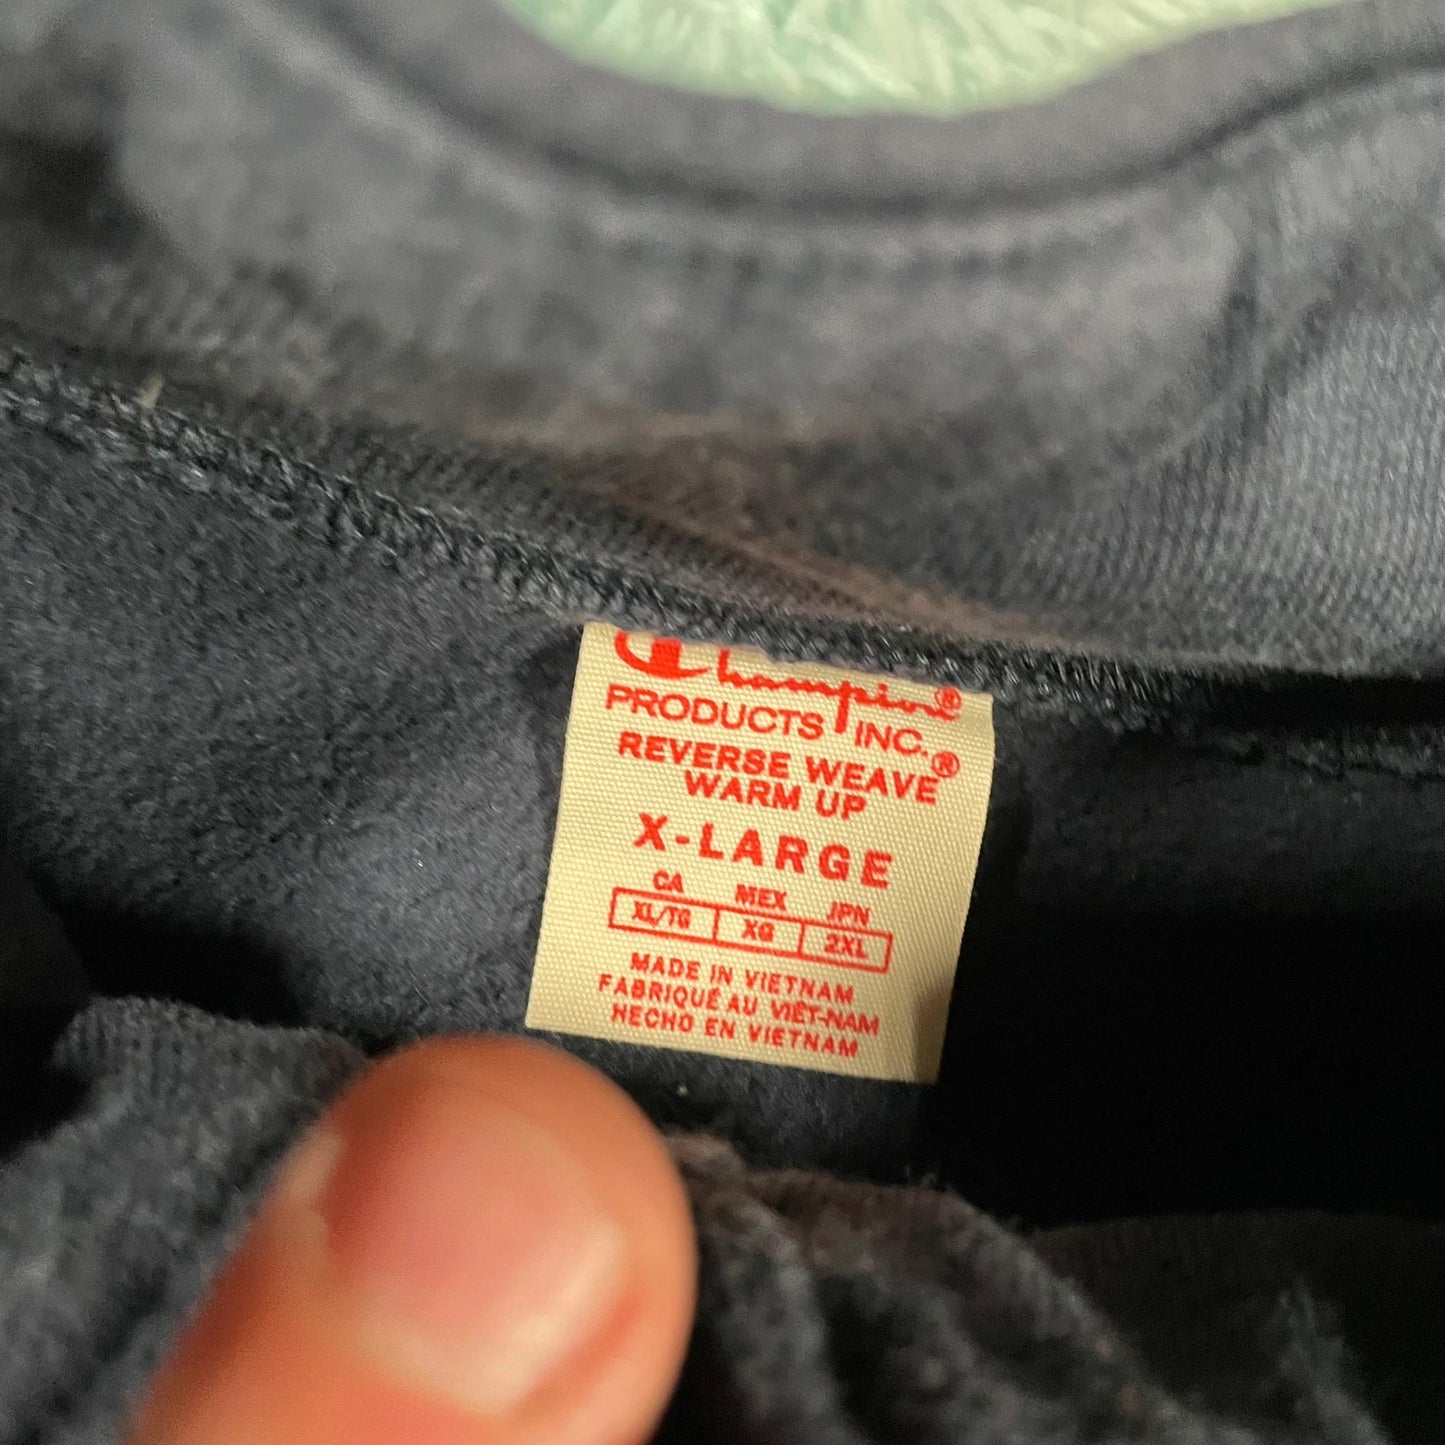 Champion®
PRODUCTS INC.
REVERSE WEAVE®
WARM UP
X-LARGE
CA MEX JPN
XL/TG XG 2XL
MADE IN VIETNAM
FABRIQUÉ AU VIÊT-NAM
HECHO EN VIETNAM